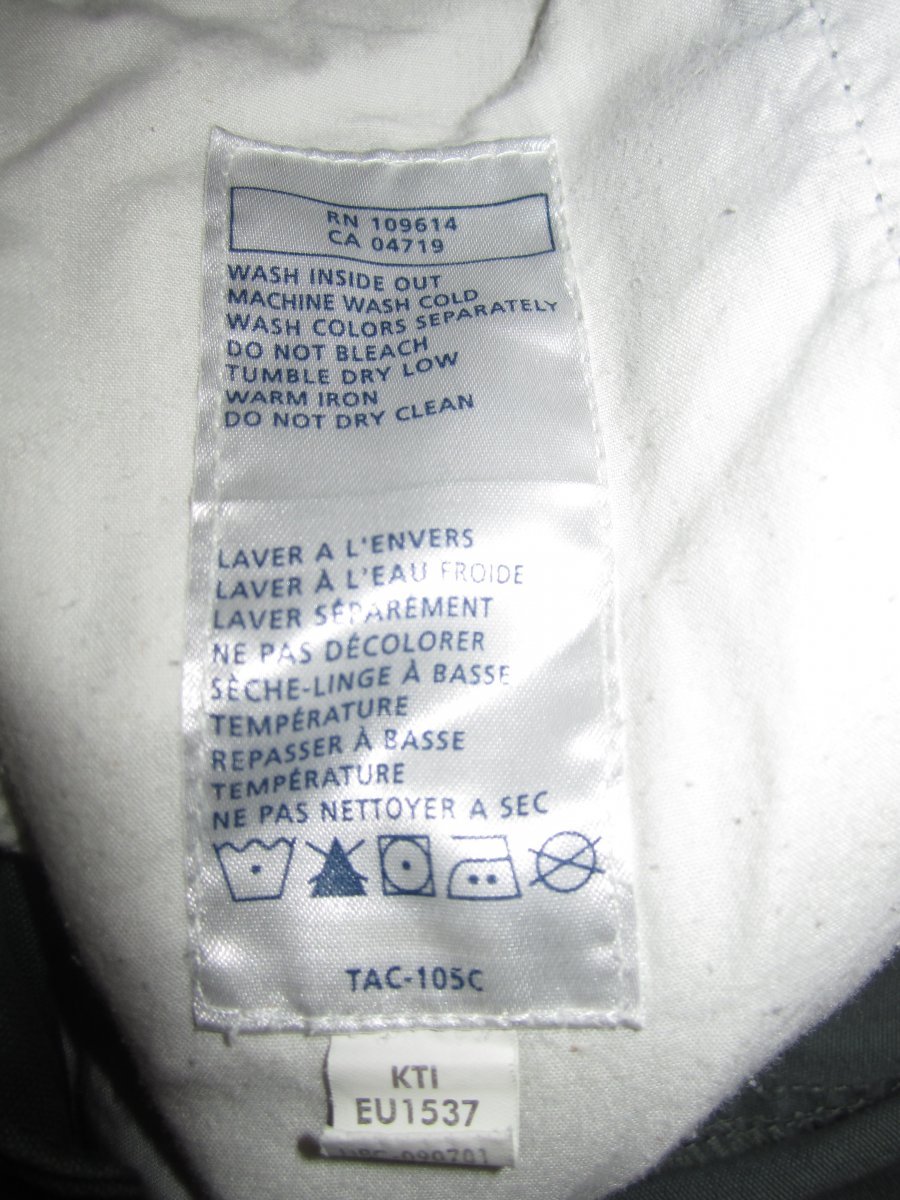 RN 109614
CA 04719
WASH INSIDE OUT
MACHINE WASH COLD
WASH COLORS SEPARATELY
DO NOT BLEACH
TUMBLE DRY LOW
WARM IRON
DO NOT DRY CLEAN
LAVER A L'ENVERS
LAVER À L'EAU FROIDE
LAVER SÉPARÉMENT
NE PAS DÉCOLORER
SÈCHE-LINGE À BASSE
TEMPÉRATURE
REPASSER À BASSE
TEMPÉRATURE
NE PAS NETTOYER A SEC
TAC-105C
KTI
EU1537